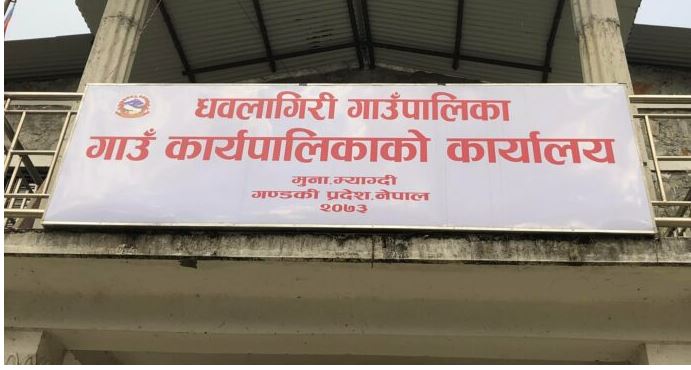 धवलागिरी गाउँपालिका
गाउँ कार्यपालिकाको कार्यालय
मुना,म्याग्दी
गण्डकी प्रदेश,नेपाल
२०७३